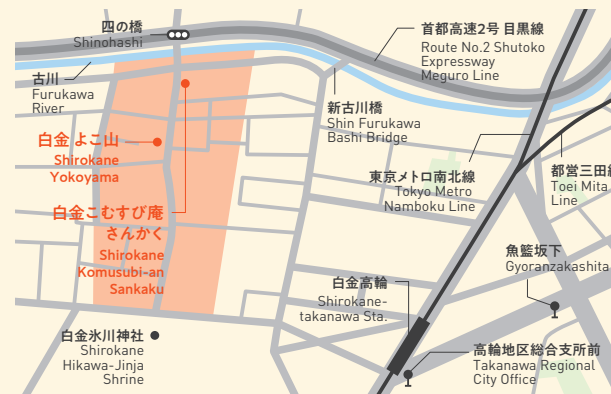 四の橋
Shinohashi
古川
Furukawa
River
白金 よこ山
Shirokane
Yokoyama
白金こむすび庵
さんかく
Shirokane
Komusubi-an
Sankaku
白金氷川神社
Shirokane
Hikawa-Jinja
Shrine
首都高速2号 目黒線
Route No.2 Shutoko
Expressway
Meguro Line
新古川橋
Shin Furukawa
Bashi Bridge
東京メトロ南北線
Tokyo Metro
Namboku Line
都営三田線
Toei Mita
Line
魚籃坂下
Gyoranzakashita
白金高輪
Shirokane-
takanawa Sta.
高輪地区総合支所前
Takanawa Regional
City Office